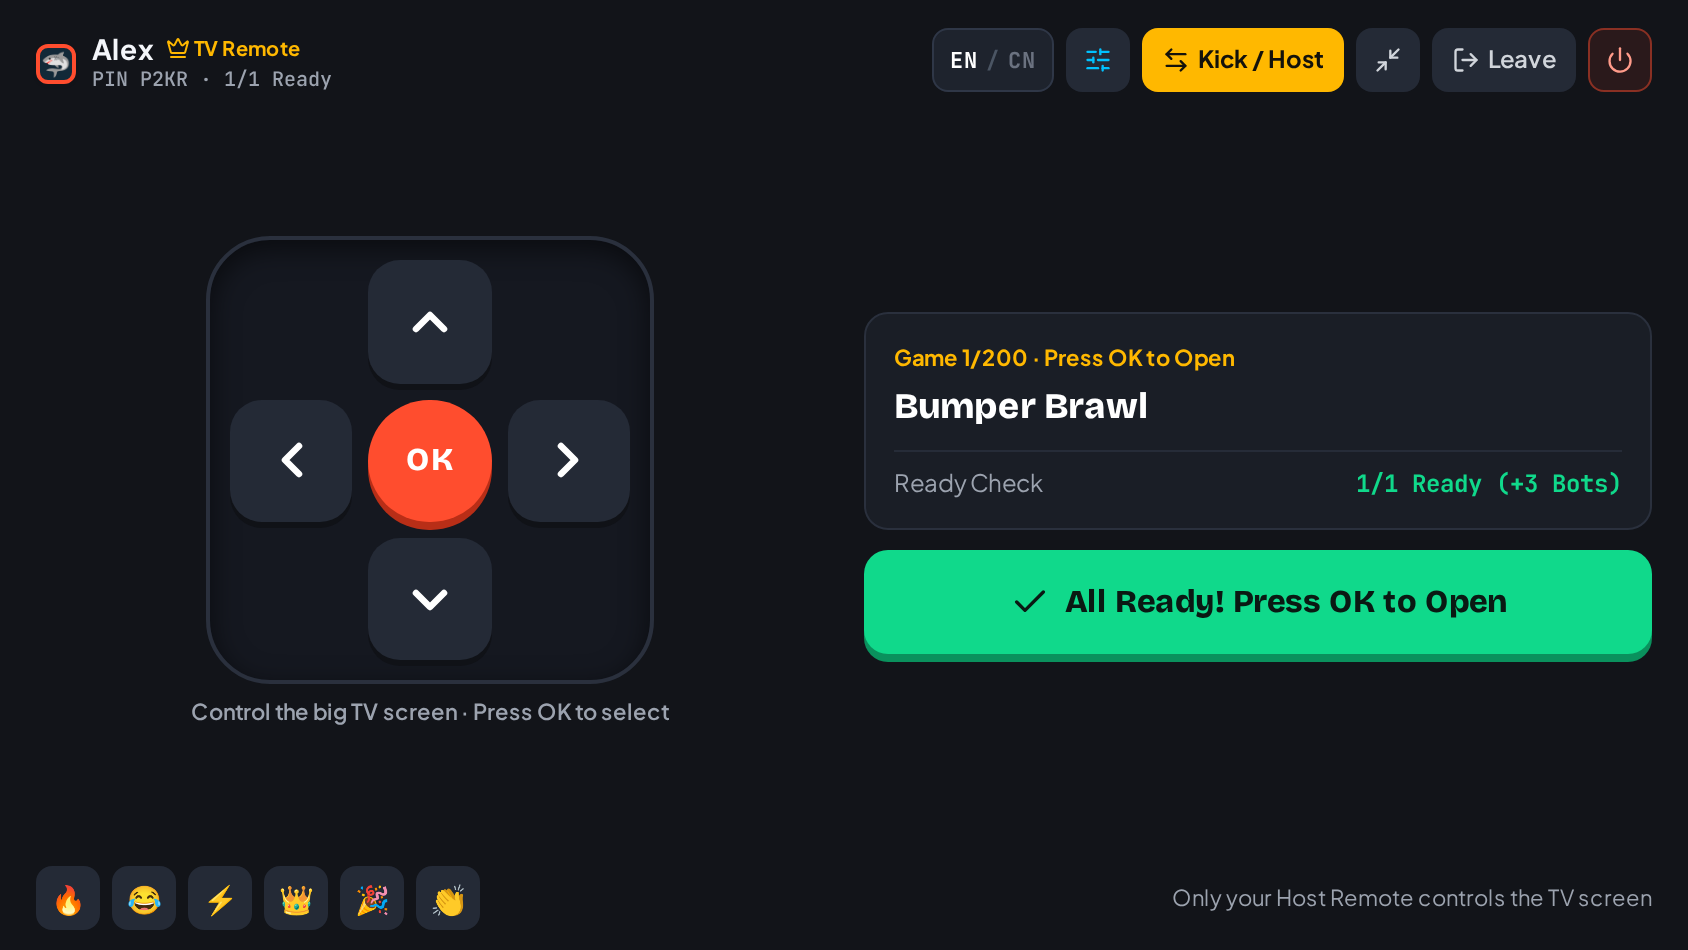 Alex TV Remote
PIN P2KR · 1/1 Ready
EN / CN
Kick / Host
Leave
OK
Control the big TV screen · Press OK to select
Game 1/200 · Press OK to Open
Bumper Brawl
Ready Check 1/1 Ready (+3 Bots)
All Ready! Press OK to Open
Only your Host Remote controls the TV screen